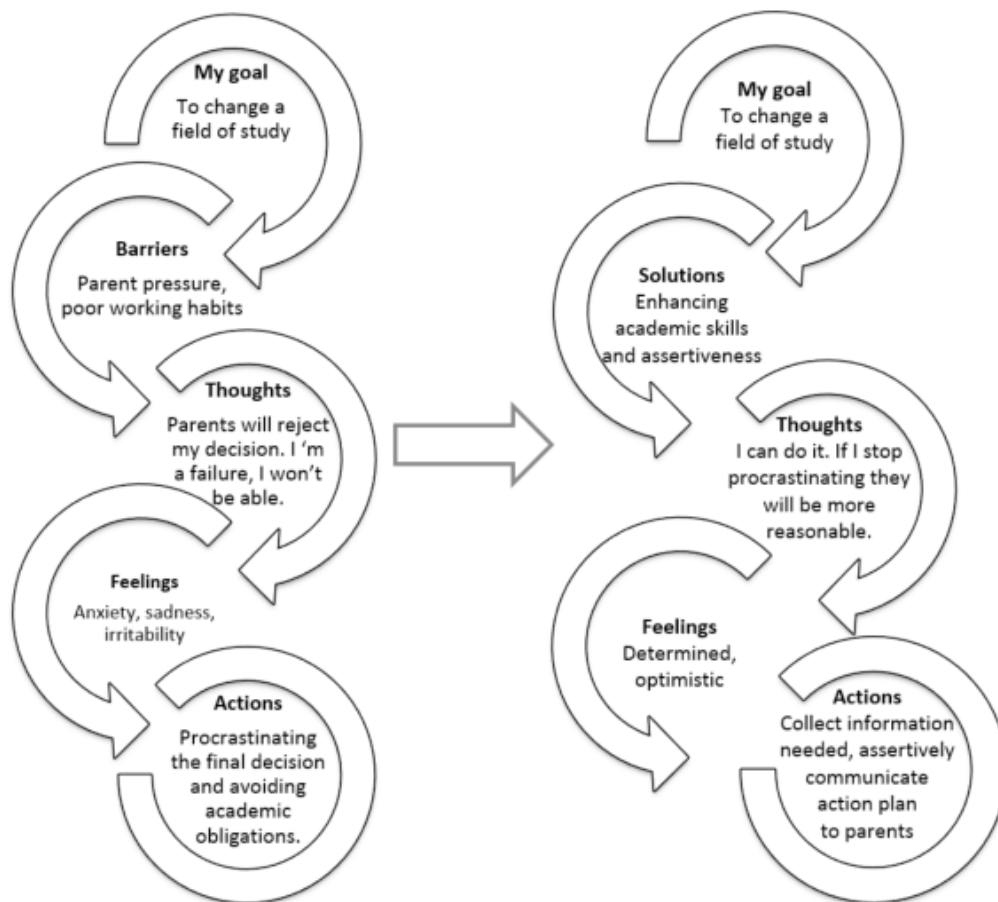 My goal
To change a
field of study
Barriers
Parent pressure,
poor working habits
Thoughts
Parents will reject
my decision. I ‘m
a failure, I won’t
be able.
Feelings
Anxiety, sadness,
irritability
Actions
Procrastinating
the final decision
and avoiding
academic
obligations.
My goal
To change a
field of study
Solutions
Enhancing
academic skills
and assertiveness
Thoughts
I can do it. If I stop
procrastinating they
will be more
reasonable.
Feelings
Determined,
optimistic
Actions
Collect information
needed, assertively
communicate
action plan
to parents